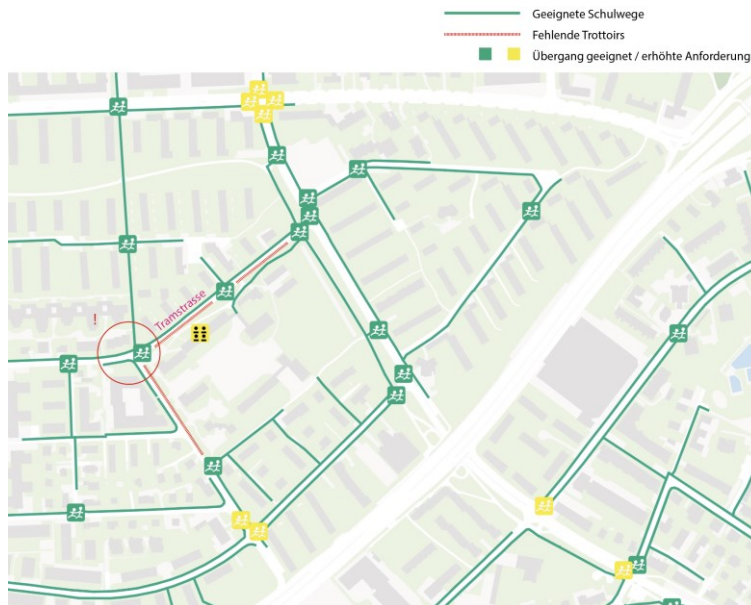 Geeignete Schulwege
Fehlende Trottoirs
Übergang geeignet / erhöhte Anforderung
Tramstrasse
!